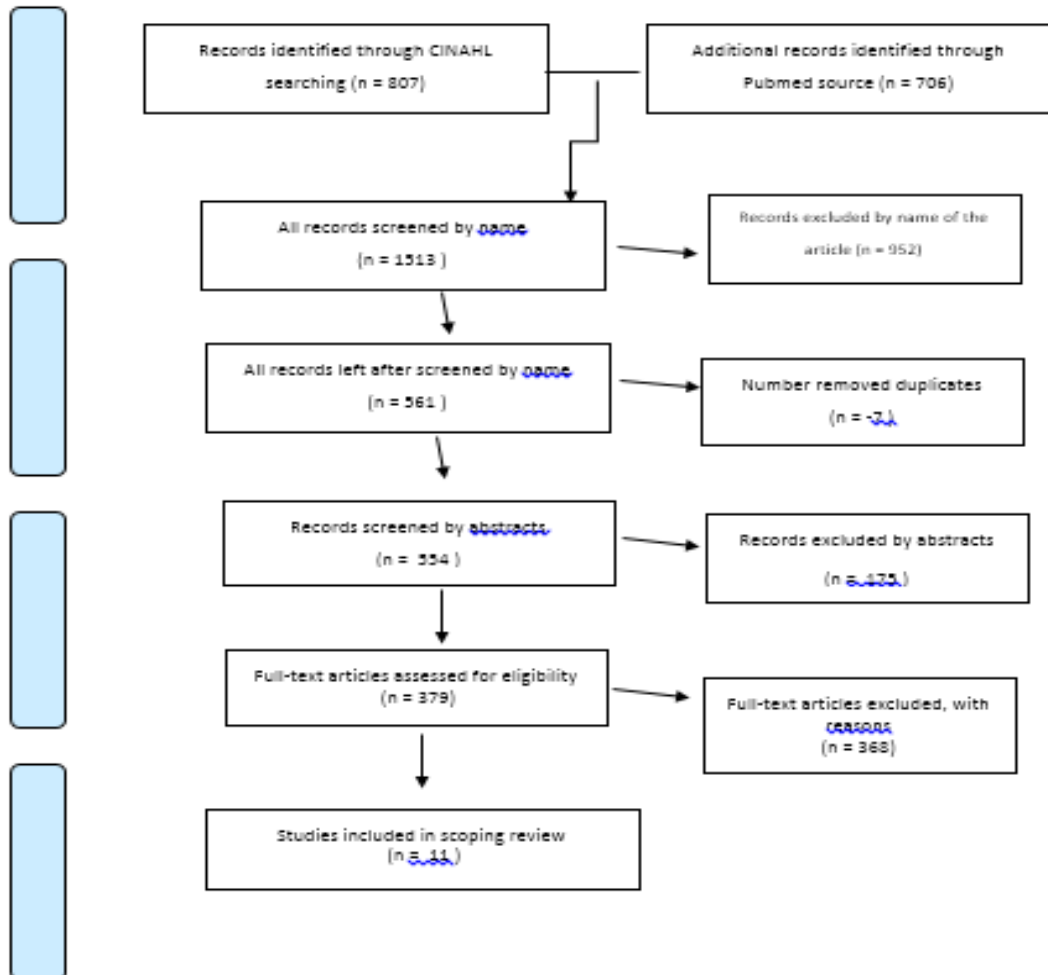 Records identified through CINAHL
searching (n = 807)
Additional records identified through
Pubmed source (n = 706)
All records screened by name
(n = 1513 )
Records excluded by name of the
article (n = 952)
All records left after screened by name
(n = 561 )
Number removed duplicates
(n = -7 )
Records screened by abstracts
(n = 554 )
Records excluded by abstracts
(n = 175 )
Full-text articles assessed for eligibility
(n = 379)
Full-text articles excluded, with
reasons
(n = 368)
Studies included in scoping review
(n = 11 )